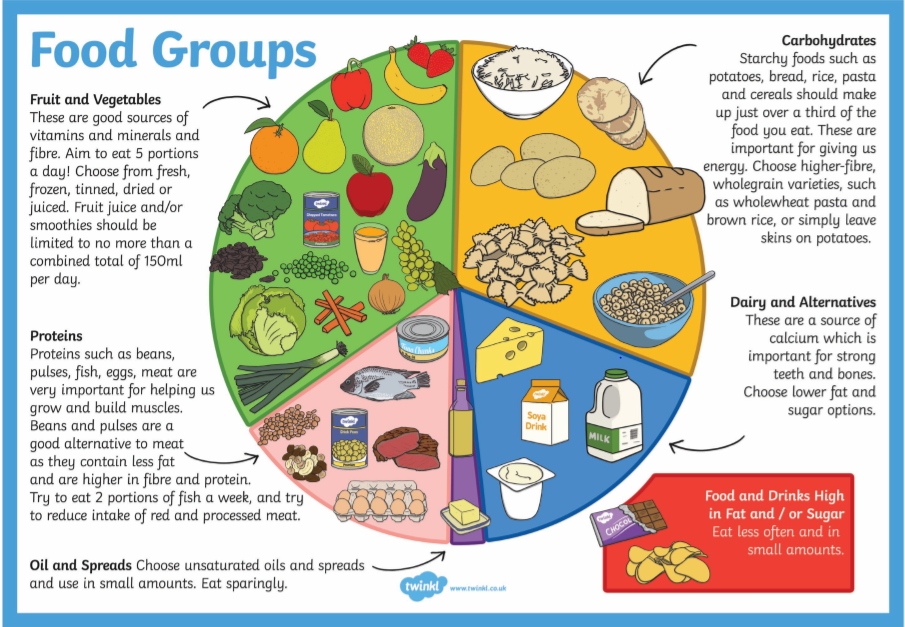 Food Groups
Fruit and Vegetables
These are good sources of
vitamins and minerals and
fibre. Aim to eat 5 portions
a day! Choose from fresh,
frozen, tinned, dried or
juiced. Fruit juice and/or
smoothies should be
limited to no more than a
combined total of 150ml
per day.
Proteins
Proteins such as beans,
pulses, fish, eggs, meat are
very important for helping us
grow and build muscles.
Beans and pulses are a
good alternative to meat
as they contain less fat
and are higher in fibre and protein.
Try to eat 2 portions of fish a week, and try
to reduce intake of red and processed meat.
Oil and Spreads Choose unsaturated oils and spreads
and use in small amounts. Eat sparingly.
Chopped Tomatoes
Soya
Drink
MILK
twinkl
www.twinkl.co.uk
Carbohydrates
Starchy foods such as
potatoes, bread, rice, pasta
and cereals should make
up just over a third of the
food you eat. These are
important for giving us
energy. Choose higher-fibre,
wholegrain varieties, such
as wholewheat pasta and
brown rice, or simply leave
skins on potatoes.
Dairy and Alternatives
These are a source of
calcium which is
important for strong
teeth and bones.
Choose lower fat and
sugar options.
CHOCOL
Food and Drinks High
in Fat and / or Sugar
Eat less often and in
small amounts.